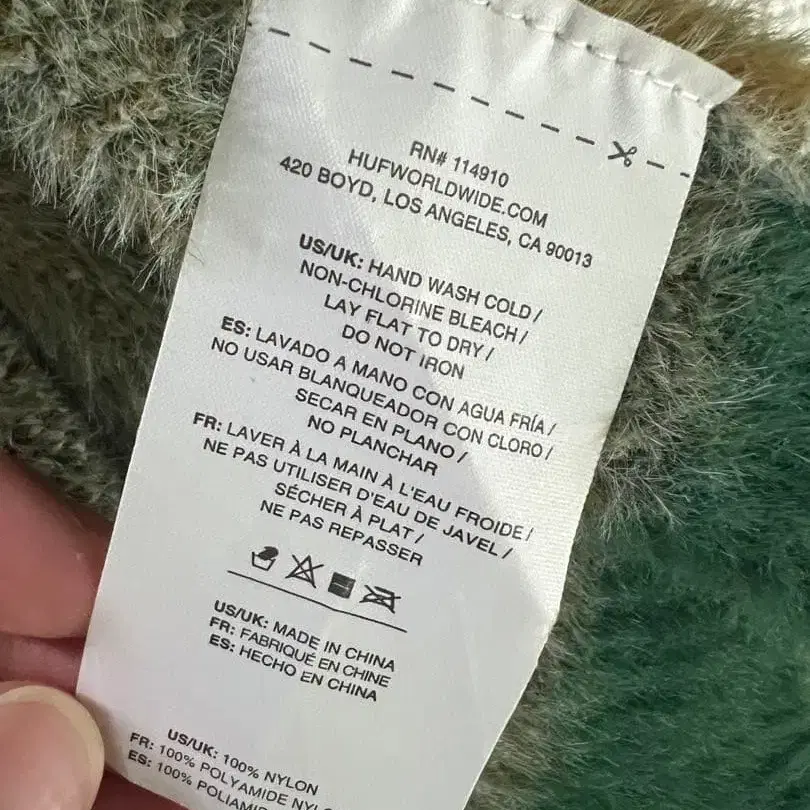 RN# 114910
HUFWORLDWIDE.COM
420 BOYD, LOS ANGELES, CA 90013
US/UK: HAND WASH COLD/
NON-CHLORINE BLEACH/
LAY FLAT TO DRY/
DO NOT IRON
ES: LAVADO A MANO CON AGUA FRÍA/
NO USAR BLANQUEADOR CON CLORO/
SECAR EN PLANO/
NO PLANCHAR
FR: LAVER À LA MAIN À L'EAU FROIDE/
NE PAS UTILISER D'EAU DE JAVEL/
SÉCHER À PLAT/
NE PAS REPASSER
US/UK: MADE IN CHINA
FR: FABRIQUÉ EN CHINE
ES: HECHO EN CHINA
US/UK: 100% NYLON
FR: 100% POLYAMIDE NYLON
ES: 100%